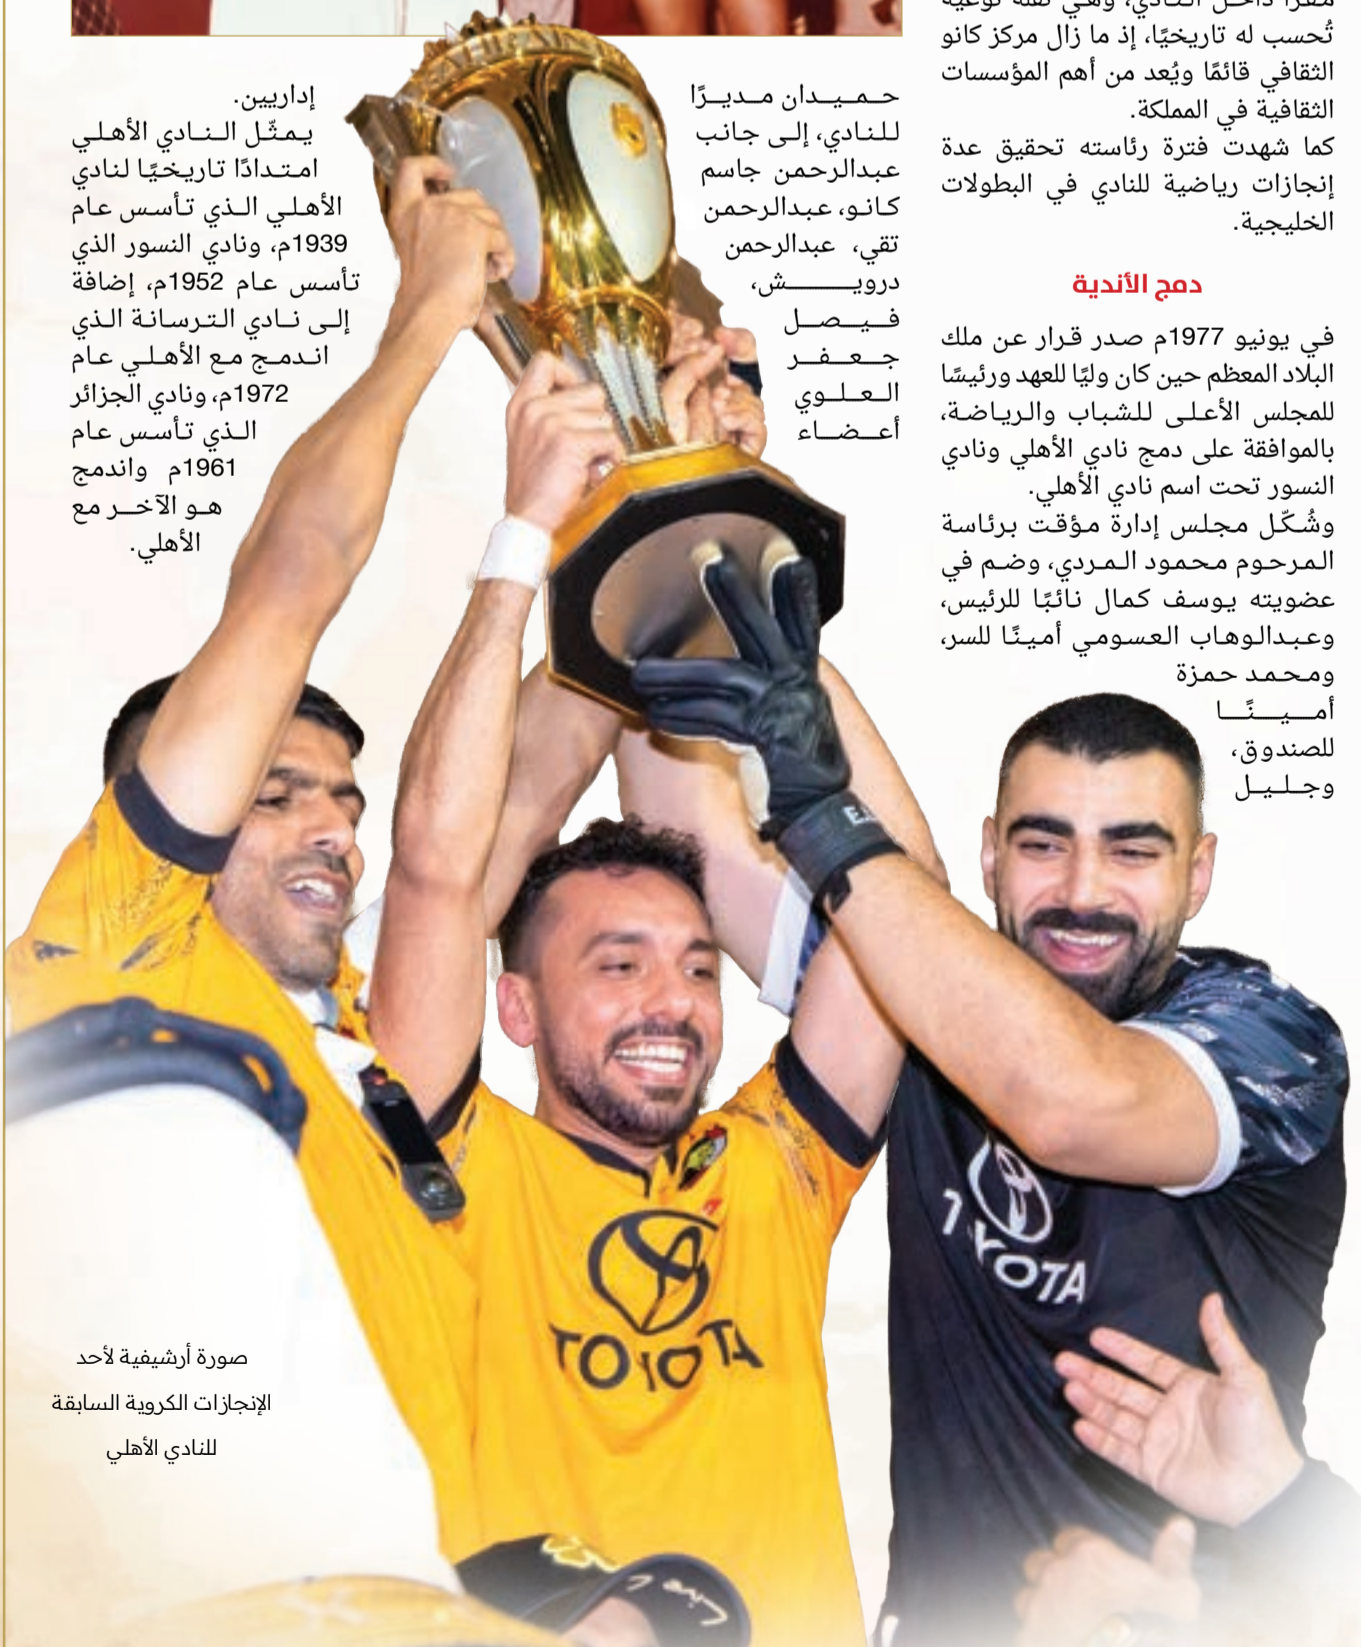 مقرًا داخل النادي، وهي نقلة نوعية
تُحسب له تاريخيًا، إذ ما زال مركز كانو
الثقافي قائمًا ويُعد من أهم المؤسسات
الثقافية في المملكة.
كما شهدت فترة رئاسته تحقيق عدة
إنجازات رياضية للنادي في البطولات
الخليجية.
دمج الأندية
في يونيو 1977م صدر قرار عن ملك
البلاد المعظم حين كان وليًا للعهد ورئيسًا
للمجلس الأعلى للشباب والرياضة،
بالموافقة على دمج نادي الأهلي ونادي
النسور تحت اسم نادي الأهلي.
وشُكّل مجلس إدارة مؤقت برئاسة
المرحوم محمود المردي، وضم في
عضويته يوسف كمال نائبًا للرئيس،
وعبدالوهاب العسومي أمينًا للسر،
ومحمد حمزة
أمينًا
للصندوق،
وجليل
حميدان مديرًا
للنادي، إلى جانب
عبدالرحمن جاسم
كانو، عبدالرحمن
تقي، عبدالرحمن
درويش،
فيصل
جعفر
العلوي
أعضاء
إداريين.
يمثّل النادي الأهلي
امتدادًا تاريخيًا لنادي
الأهلي الذي تأسس عام
1939م، ونادي النسور الذي
تأسس عام 1952م، إضافة
إلى نادي الترسانة الذي
اندمج مع الأهلي عام
1972م، ونادي الجزائر
الذي تأسس عام
1961م واندمج
هو الآخر مع
الأهلي.
TOYOTA
TOYOTA
صورة أرشيفية لأحد
الإنجازات الكروية السابقة
للنادي الأهلي